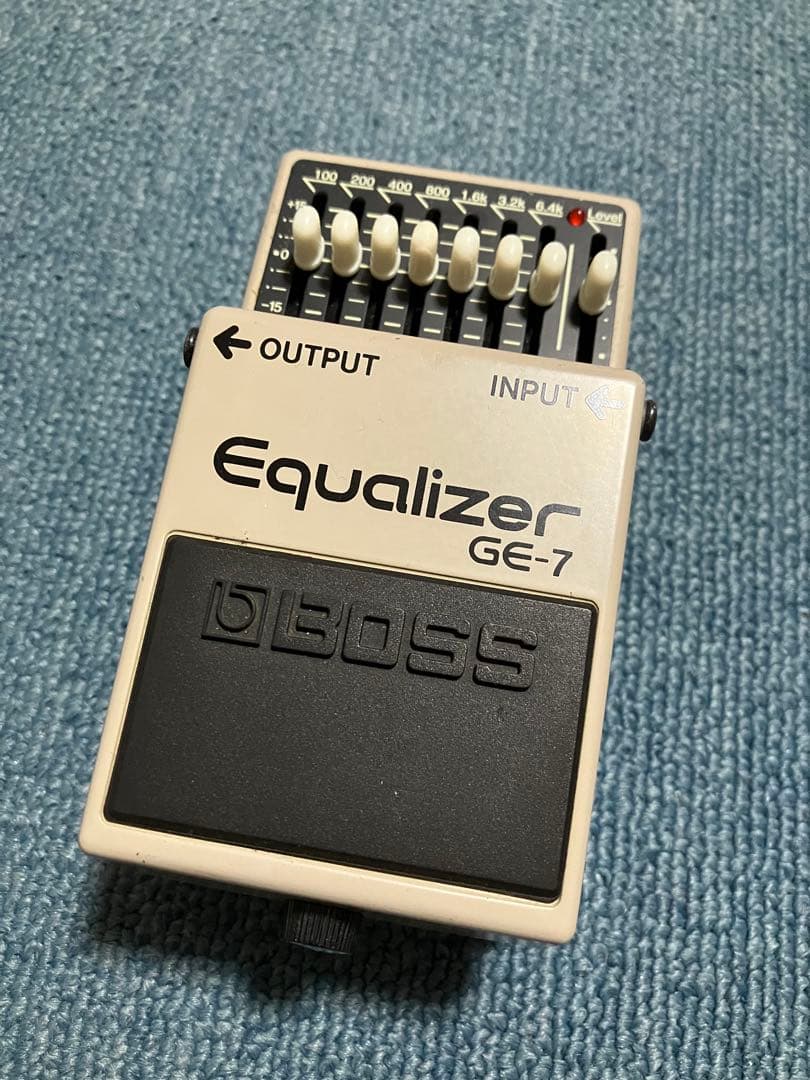 100 200 400 800 1.6k 3.2k 6.4k Level
+15
0
-15
OUTPUT
INPUT
Equalizer
GE-7
BOSS